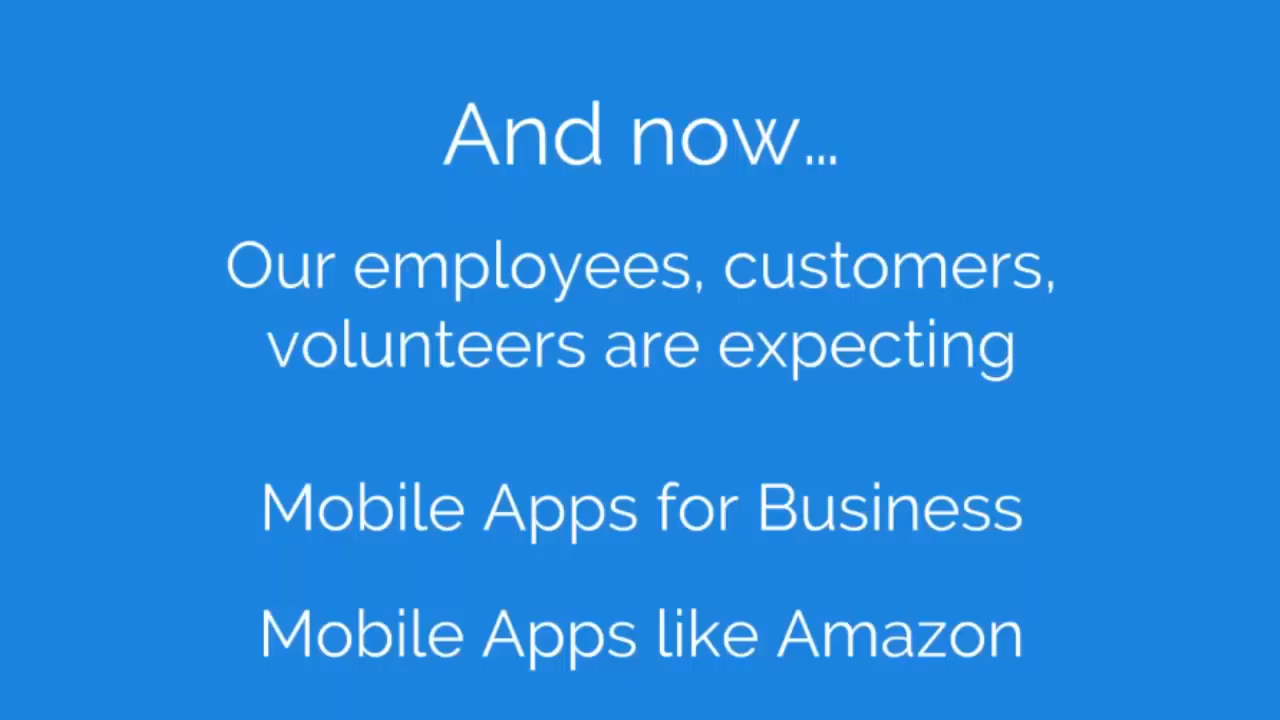 And now...
Our employees, customers,
volunteers are expecting
Mobile Apps for Business
Mobile Apps like Amazon